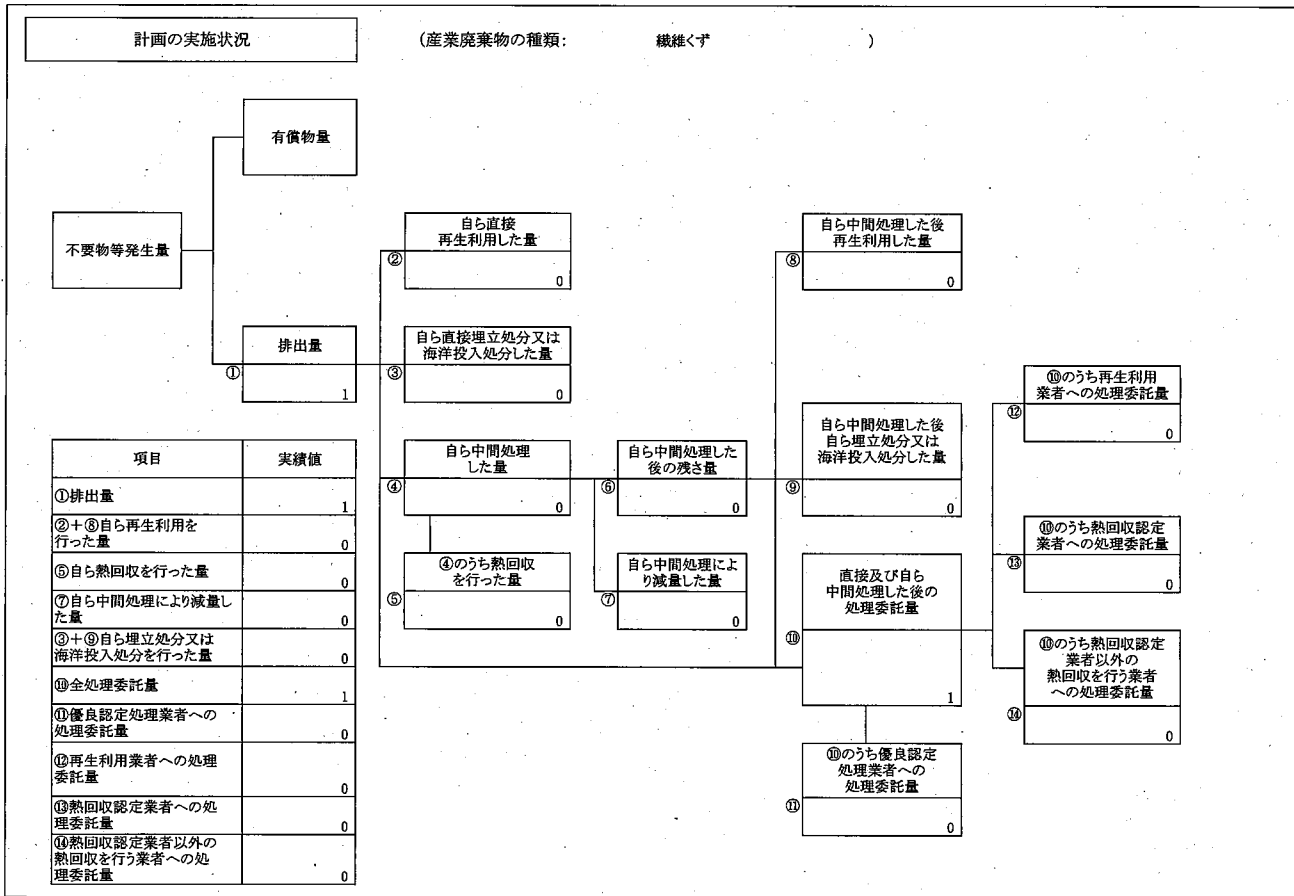 計画の実施状況
(産業廃棄物の種類: 繊維くず )
有償物量
不要物等発生量
排出量
①
1
自ら直接
再生利用した量
②
0
自ら直接埋立処分又は
海洋投入処分した量
③
0
自ら中間処理
した量
④
0
④のうち熱回収
を行った量
⑤
0
自ら中間処理した
後の残さ量
⑥
0
自ら中間処理によ
り減量した量
⑦
0
自ら中間処理した後
再生利用した量
⑧
0
自ら中間処理した後
自ら埋立処分又は
海洋投入処分した量
⑨
0
直接及び自ら
中間処理した後の
処理委託量
⑩
1
⑩のうち優良認定
処理業者への
処理委託量
⑪
0
⑩のうち再生利用
業者への処理委託量
⑫
0
⑩のうち熱回収認定
業者への処理委託量
⑬
0
⑩のうち熱回収認定
業者以外の
熱回収を行う業者
への処理委託量
⑭
0
項目 実績値
①排出量 1
②+⑧自ら再生利用を
行った量 0
⑤自ら熱回収を行った量 0
⑦自ら中間処理により減量し
た量 0
③+⑨自ら埋立処分又は
海洋投入処分を行った量 0
⑩全処理委託量 1
⑪優良認定処理業者への
処理委託量 0
⑫再生利用業者への処理
委託量 0
⑬熱回収認定業者への処
理委託量 0
⑭熱回収認定業者以外の
熱回収を行う業者への処
理委託量 0